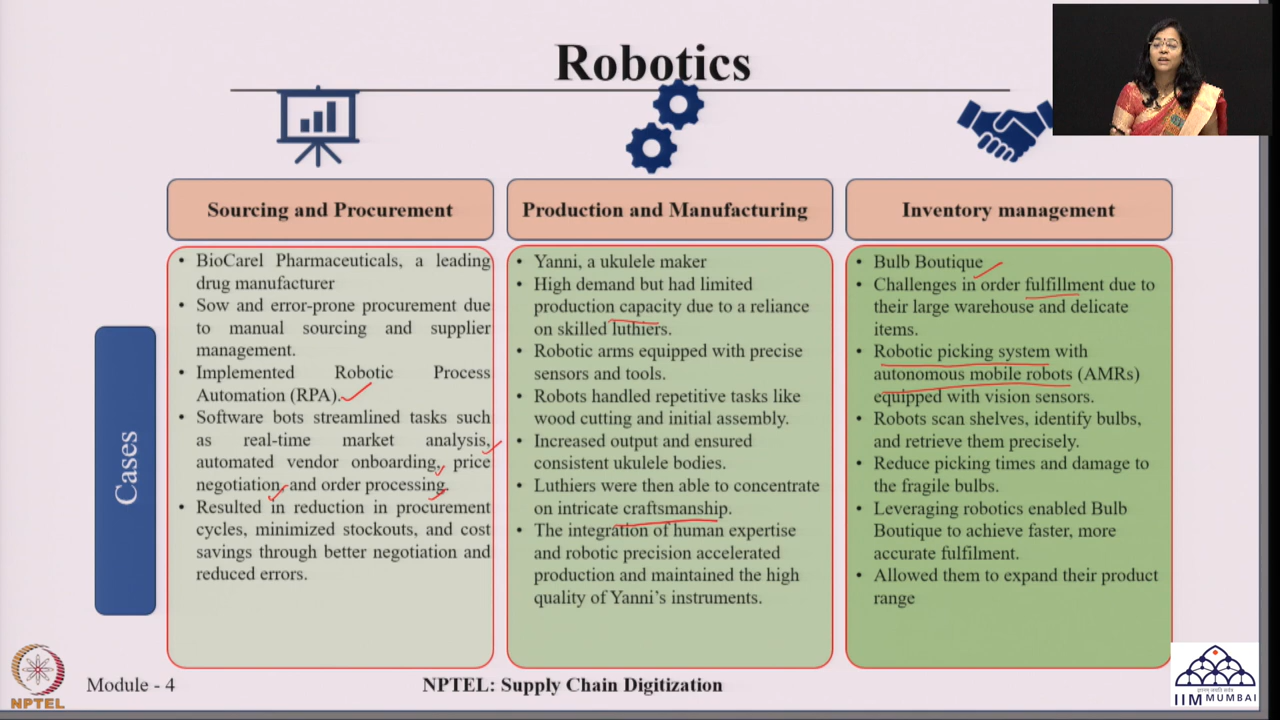 Robotics
Sourcing and Procurement
BioCarel Pharmaceuticals, a leading
drug manufacturer
Sow and error-prone procurement due
to manual sourcing and supplier
management.
Implemented Robotic Process
Automation (RPA).
Software bots streamlined tasks such
as real-time market analysis,
automated vendor onboarding, price
negotiation, and order processing.
Resulted in reduction in procurement
cycles, minimized stockouts, and cost
savings through better negotiation and
reduced errors.
Production and Manufacturing
Yanni, a ukulele maker
High demand but had limited
production capacity due to a reliance
on skilled luthiers.
Robotic arms equipped with precise
sensors and tools.
Robots handled repetitive tasks like
wood cutting and initial assembly.
Increased output and ensured
consistent ukulele bodies.
Luthiers were then able to concentrate
on intricate craftsmanship.
The integration of human expertise
and robotic precision accelerated
production and maintained the high
quality of Yanni's instruments.
Inventory management
Bulb Boutique
Challenges in order fulfillment due to
their large warehouse and delicate
items.
Robotic picking system with
autonomous mobile robots (AMRs)
equipped with vision sensors.
Robots scan shelves, identify bulbs,
and retrieve them precisely.
Reduce picking times and damage to
the fragile bulbs.
Leveraging robotics enabled Bulb
Boutique to achieve faster, more
accurate fulfilment.
Allowed them to expand their product
range
Cases
NPTEL
Module - 4
NPTEL: Supply Chain Digitization
IIM MUMBAI